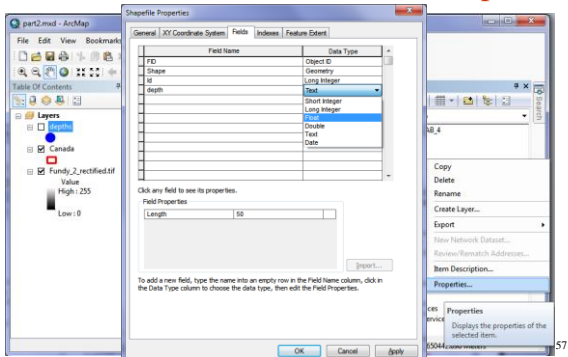 part2.mxd - ArcMap
File Edit View Bookmarks
Table Of Contents
Layers
depths
Canada
Fundy_2_rectified.tif
Value
High : 255
Low : 0
Shapefile Properties
General XY Coordinate System Fields Indexes Feature Extent
Field Name Data Type
FID Object ID
Shape Geometry
Id Long Integer
depth Text
Short Integer
Long Integer
Float
Double
Text
Date
Click any field to see its properties.
Field Properties
Length 50
Import...
To add a new field, type the name into an empty row in the Field Name column, click in
the Data Type column to choose the data type, then edit the Field Properties.
OK Cancel Apply
Search
Copy
Delete
Rename
Create Layer...
Export
New Network Dataset...
Review/Rematch Addresses...
Item Description...
Properties...
Properties
Displays the properties of the
selected item.
57